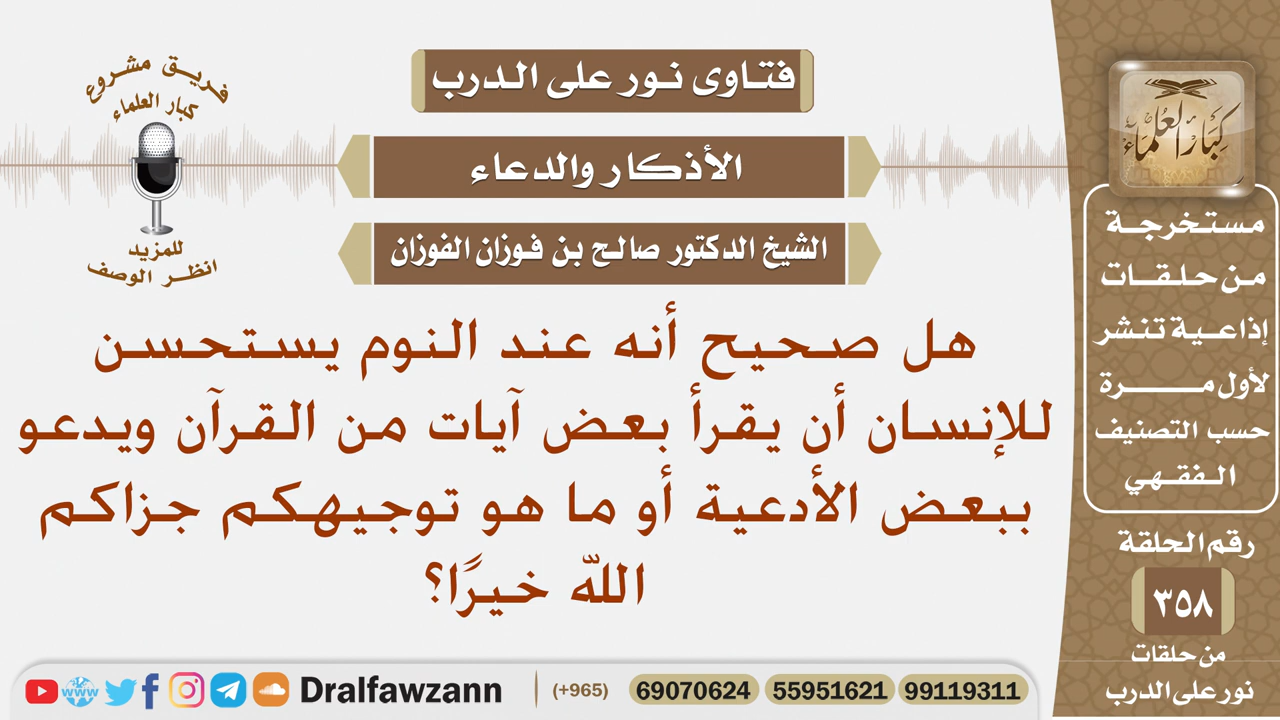 فتاوى نور على الدرب
الأذكار والدعاء
الشيخ الدكتور صالح بن فوزان الفوزان
هل صحيح أنه عند النوم يستحسن
للإنسان أن يقرأ بعض آيات من القرآن ويدعو
ببعض الأدعية أو ما هو توجيهكم جزاكم
الله خيرًا؟
كبار العلماء
مستخرجة
من حلقات
إذاعية تنشر
لأول مرة
حسب التصنيف
الفقهي
رقم الحلقة
٣٥٨
من حلقات
نور على الدرب
فريق مشروع
كبار العلماء
للمزيد
انظر الوصف
www
Dralfawzann
(+965)
69070624
55951621
99119311